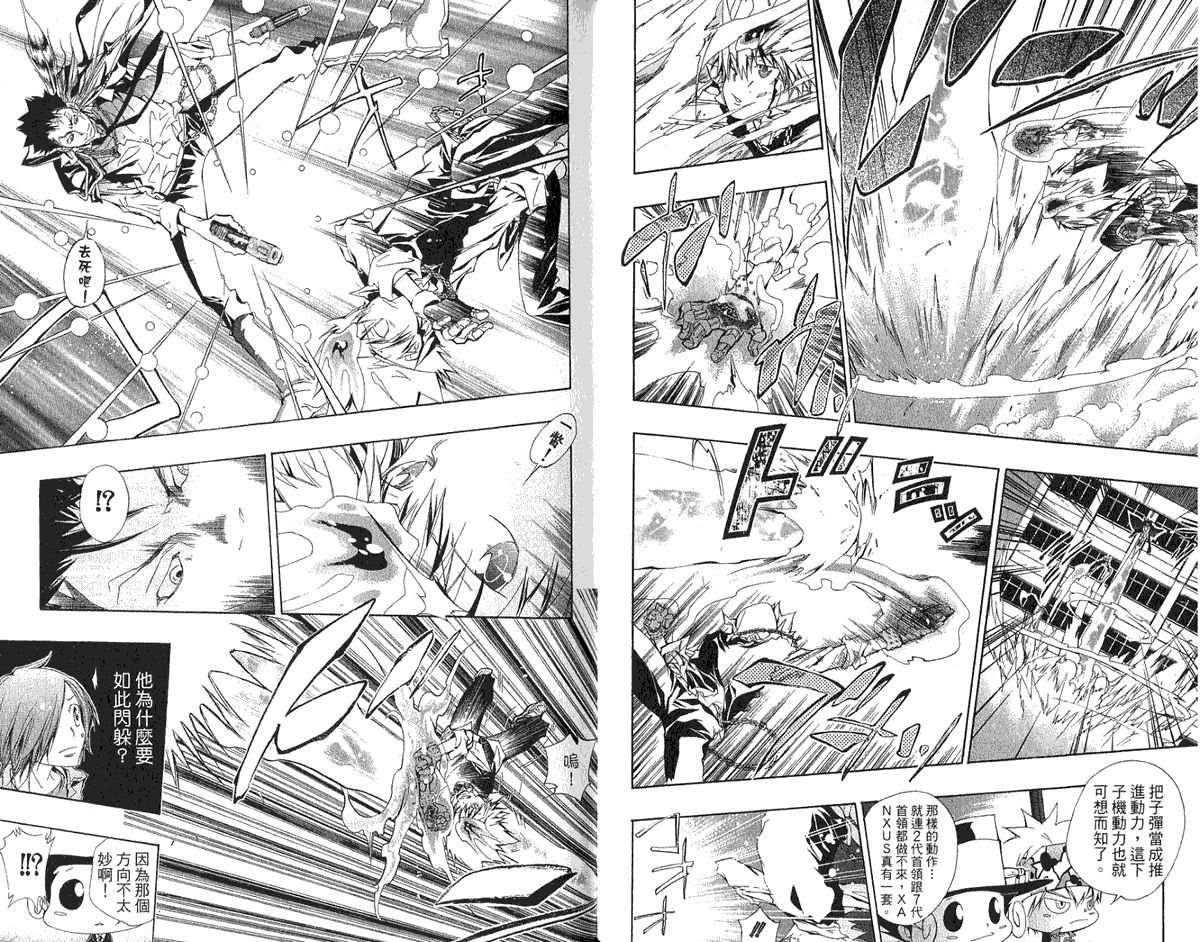 ド
把子彈當成推
進動力，這下
子機動力也就
可想而知了。
那樣的動作…
就連2代首領跟7代
首領都做不來，XA
NXUS真有一套。
!!
去死吧！
一瞥！
!?
嗚！
他為什麼要
如此閃躲？
因為那個
方向不太
妙啊！
!!?